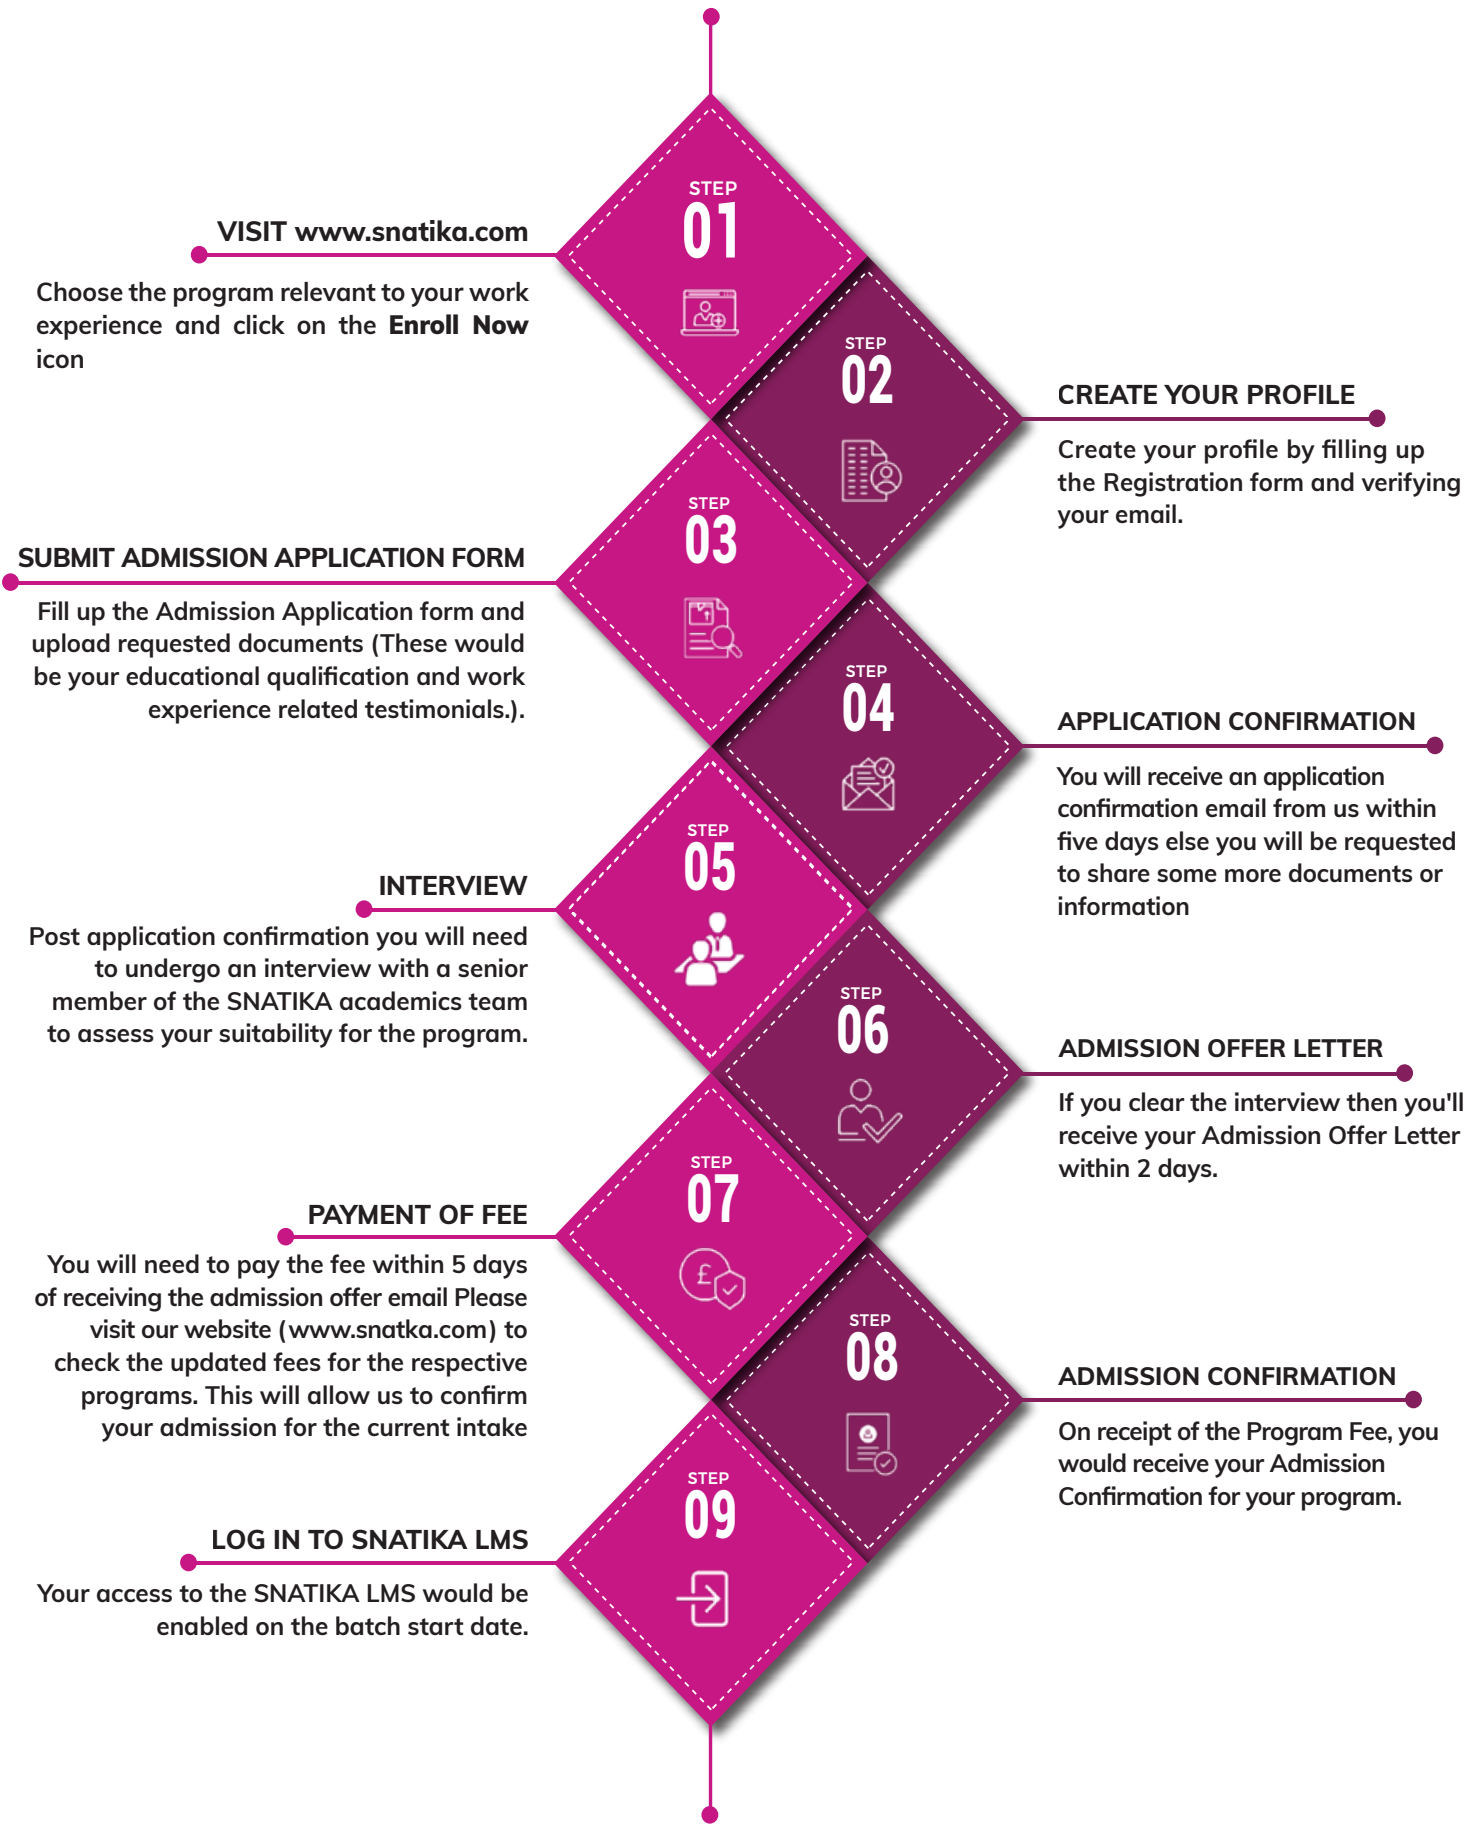 STEP
01
VISIT www.snatika.com
Choose the program relevant to your work
experience and click on the Enroll Now
icon
STEP
02
CREATE YOUR PROFILE
Create your profile by filling up
the Registration form and verifying
your email.
STEP
03
SUBMIT ADMISSION APPLICATION FORM
Fill up the Admission Application form and
upload requested documents (These would
be your educational qualification and work
experience related testimonials.).
STEP
04
APPLICATION CONFIRMATION
You will receive an application
confirmation email from us within
five days else you will be requested
to share some more documents or
information
STEP
05
INTERVIEW
Post application confirmation you will need
to undergo an interview with a senior
member of the SNATIKA academics team
to assess your suitability for the program.
STEP
06
ADMISSION OFFER LETTER
If you clear the interview then you'll
receive your Admission Offer Letter
within 2 days.
STEP
07
£
PAYMENT OF FEE
You will need to pay the fee within 5 days
of receiving the admission offer email Please
visit our website (www.snatka.com) to
check the updated fees for the respective
programs. This will allow us to confirm
your admission for the current intake
STEP
08
ADMISSION CONFIRMATION
On receipt of the Program Fee, you
would receive your Admission
Confirmation for your program.
STEP
09
LOG IN TO SNATIKA LMS
Your access to the SNATIKA LMS would be
enabled on the batch start date.